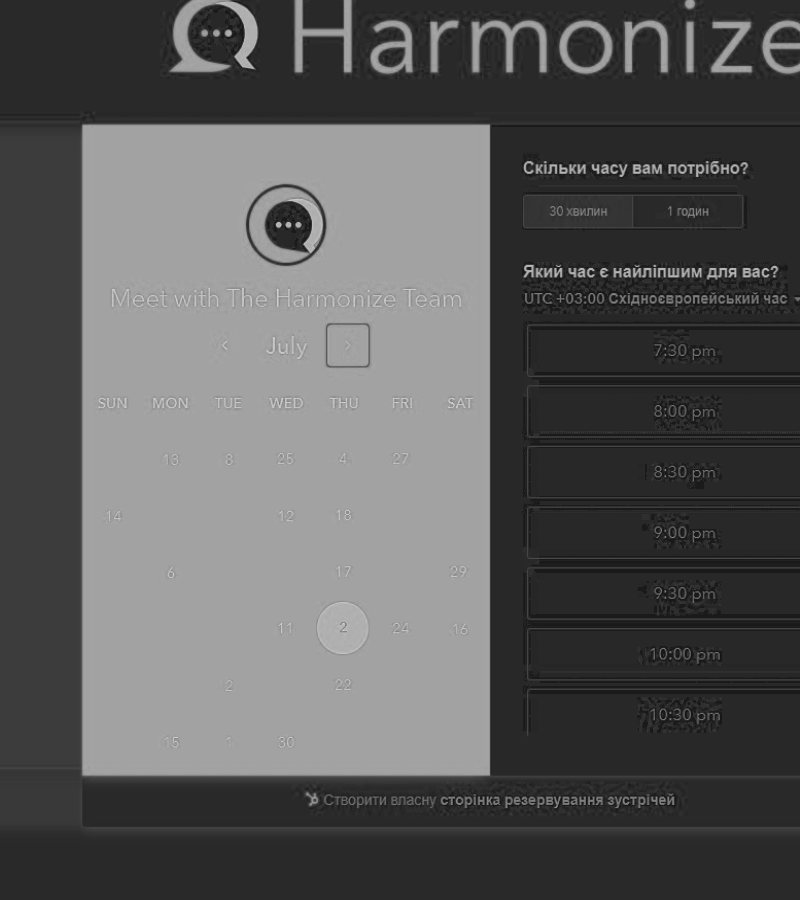 Harmonize
Meet with The Harmonize Team
July
SUN MON TUE WED THU FRI SAT
13 8 25 4 27
14 12 18
6 17 29
11 2 24 16
2 22
15 1 30
Скільки часу вам потрібно?
30 хвилин 1 годин
Який час є найліпшим для вас?
UTC +03:00 Східноєвропейський час
7:30 pm
8:00 pm
8:30 pm
9:00 pm
9:30 pm
10:00 pm
10:30 pm
Створити власну сторінка резервування зустрічей